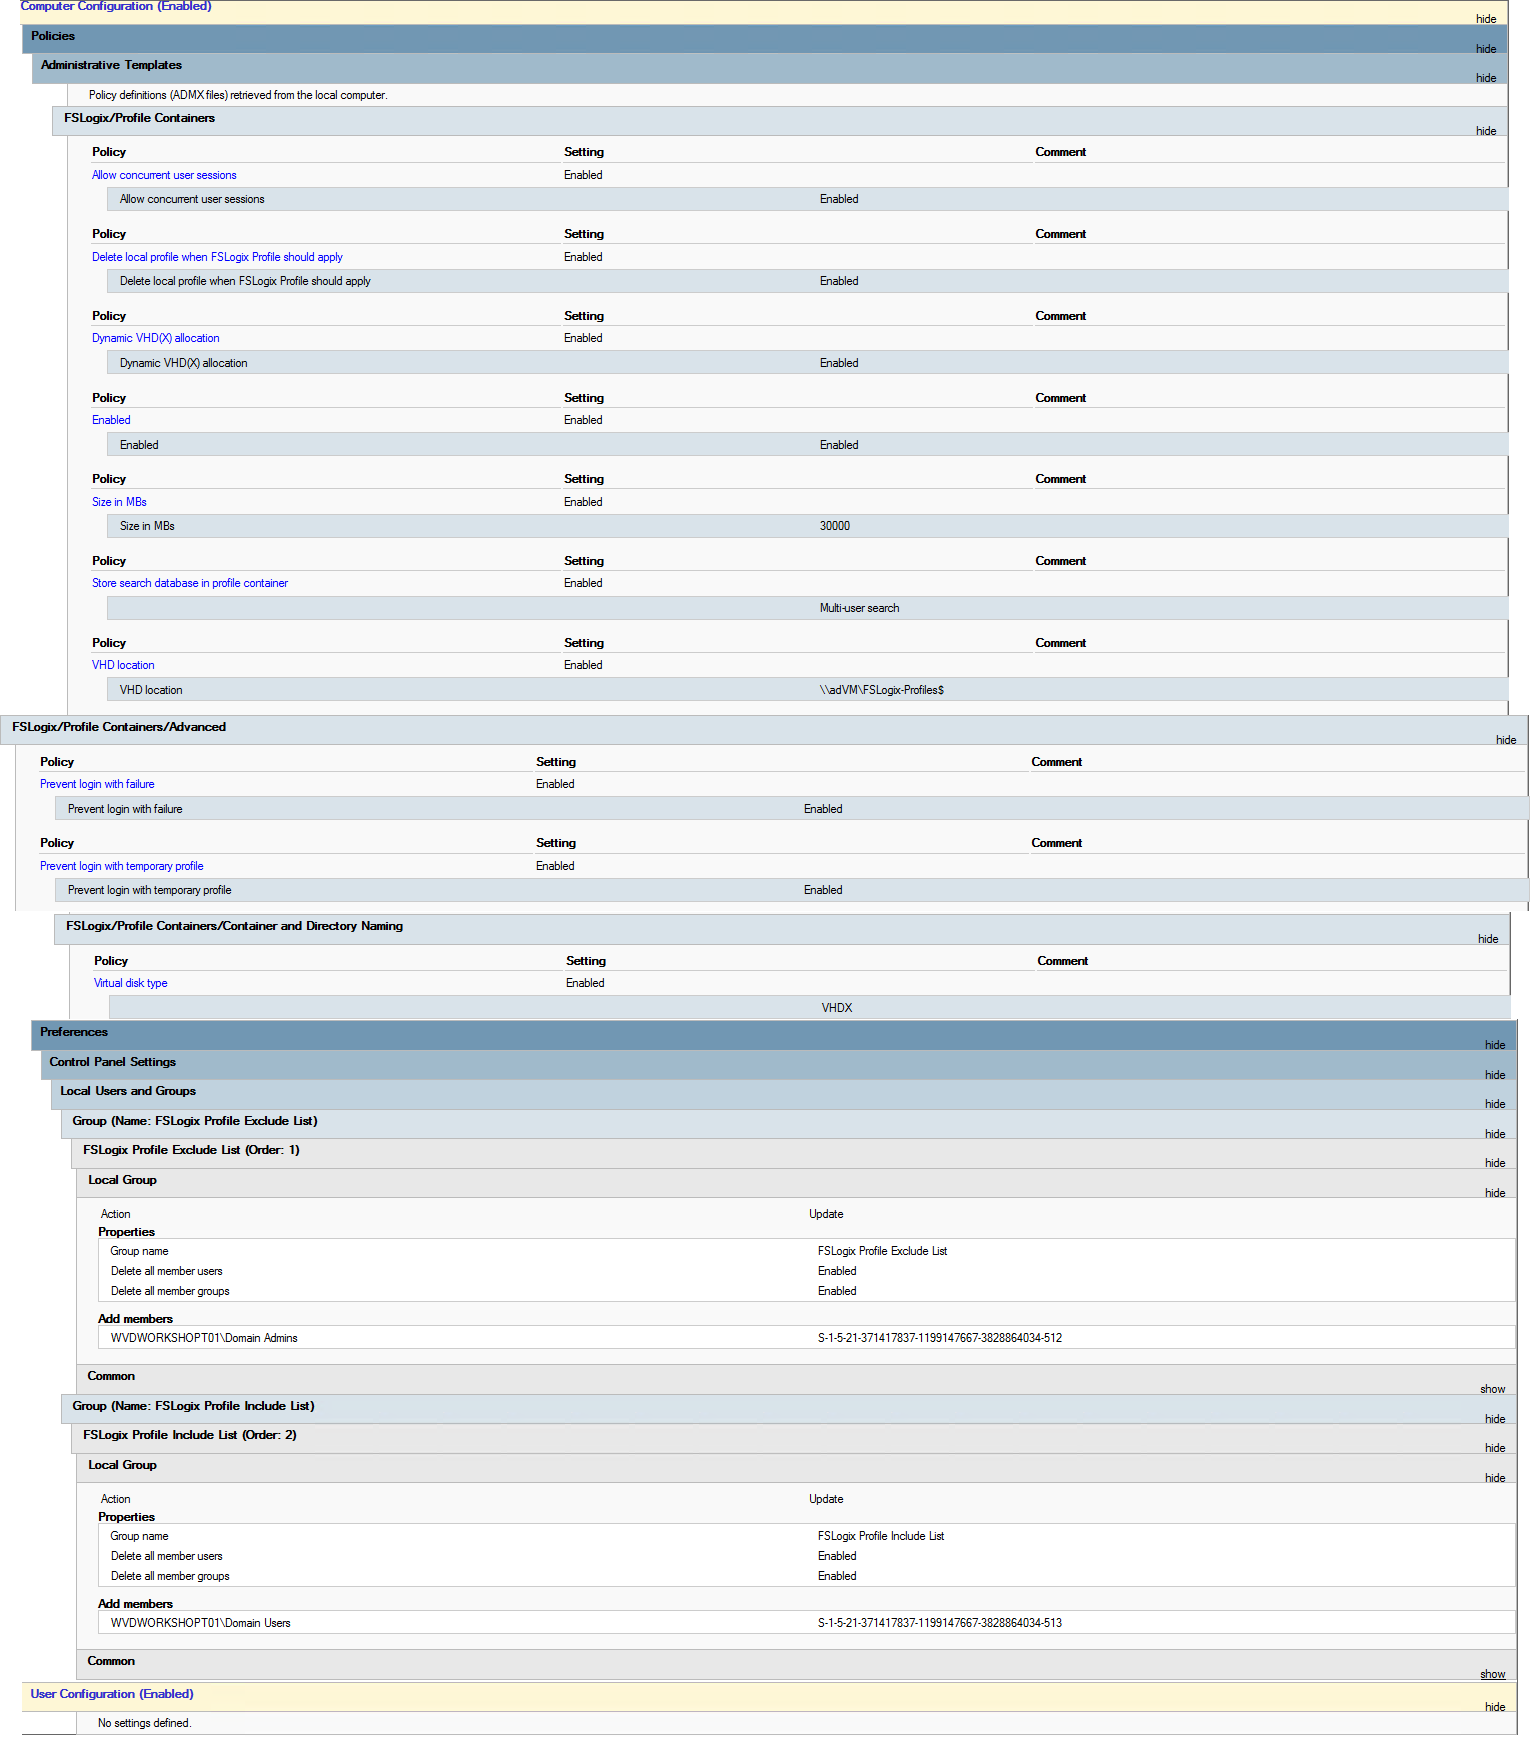 Computer Configuration (Enabled)
hide
Policies
hide
Administrative Templates
hide
Policy definitions (ADMX files) retrieved from the local computer.
FSLogix/Profile Containers
hide
Policy Setting Comment
Allow concurrent user sessions Enabled
Allow concurrent user sessions Enabled
Policy Setting Comment
Delete local profile when FSLogix Profile should apply Enabled
Delete local profile when FSLogix Profile should apply Enabled
Policy Setting Comment
Dynamic VHD(X) allocation Enabled
Dynamic VHD(X) allocation Enabled
Policy Setting Comment
Enabled Enabled
Enabled Enabled
Policy Setting Comment
Size in MBs Enabled
Size in MBs 30000
Policy Setting Comment
Store search database in profile container Enabled
Multi-user search
Policy Setting Comment
VHD location Enabled
VHD location \\adVM\FSLogix-Profiles$
FSLogix/Profile Containers/Advanced
hide
Policy Setting Comment
Prevent login with failure Enabled
Prevent login with failure Enabled
Policy Setting Comment
Prevent login with temporary profile Enabled
Prevent login with temporary profile Enabled
FSLogix/Profile Containers/Container and Directory Naming
hide
Policy Setting Comment
Virtual disk type Enabled
VHDX
Preferences
hide
Control Panel Settings
hide
Local Users and Groups
hide
Group (Name: FSLogix Profile Exclude List)
hide
FSLogix Profile Exclude List (Order: 1)
hide
Local Group
hide
Action Update
Properties
Group name FSLogix Profile Exclude List
Delete all member users Enabled
Delete all member groups Enabled
Add members
WVDWORKSHOPT01\Domain Admins S-1-5-21-371417837-1199147667-3828864034-512
Common
show
Group (Name: FSLogix Profile Include List)
hide
FSLogix Profile Include List (Order: 2)
hide
Local Group
hide
Action Update
Properties
Group name FSLogix Profile Include List
Delete all member users Enabled
Delete all member groups Enabled
Add members
WVDWORKSHOPT01\Domain Users S-1-5-21-371417837-1199147667-3828864034-513
Common
show
User Configuration (Enabled)
hide
No settings defined.